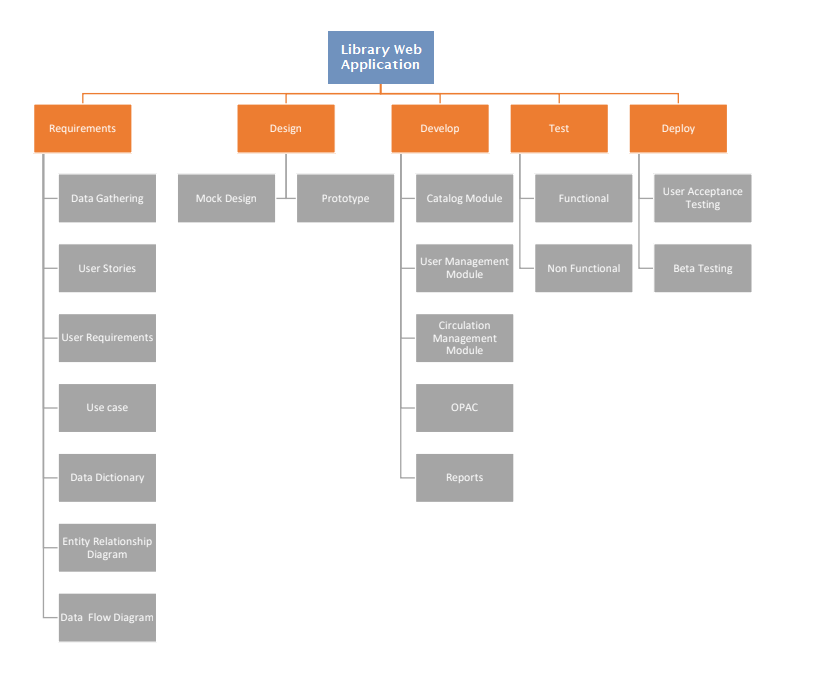 Library Web
Application
Requirements
Design
Develop
Test
Deploy
Data Gathering
Mock Design
Prototype
Catalog Module
Functional
User Acceptance
Testing
User Stories
User Management
Module
Non Functional
Beta Testing
User Requirements
Circulation
Management
Module
Use case
OPAC
Data Dictionary
Reports
Entity Relationship
Diagram
Data  Flow Diagram